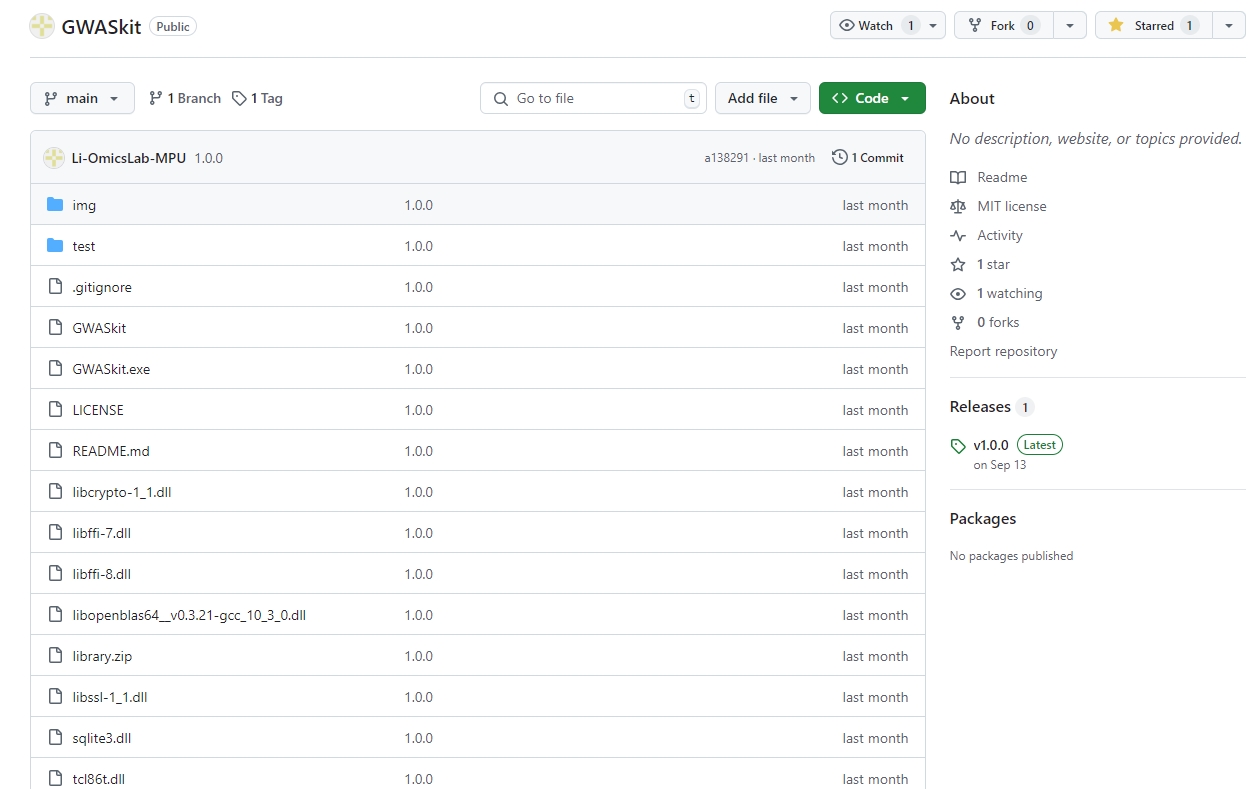 GWASkit Public Watch 1 Fork 0 Starred 1
main 1 Branch 1 Tag Go to file t Add file Code
Li-OmicsLab-MPU 1.0.0 a138291 · last month 1 Commit
img 1.0.0 last month
test 1.0.0 last month
.gitignore 1.0.0 last month
GWASkit 1.0.0 last month
GWASkit.exe 1.0.0 last month
LICENSE 1.0.0 last month
README.md 1.0.0 last month
libcrypto-1_1.dll 1.0.0 last month
libffi-7.dll 1.0.0 last month
libffi-8.dll 1.0.0 last month
libopenblas64__v0.3.21-gcc_10_3_0.dll 1.0.0 last month
library.zip 1.0.0 last month
libssl-1_1.dll 1.0.0 last month
sqlite3.dll 1.0.0 last month
tcl86t.dll 1.0.0 last month
About
No description, website, or topics provided.
Readme
MIT license
Activity
1 star
1 watching
0 forks
Report repository
Releases 1
v1.0.0 Latest
on Sep 13
Packages
No packages published